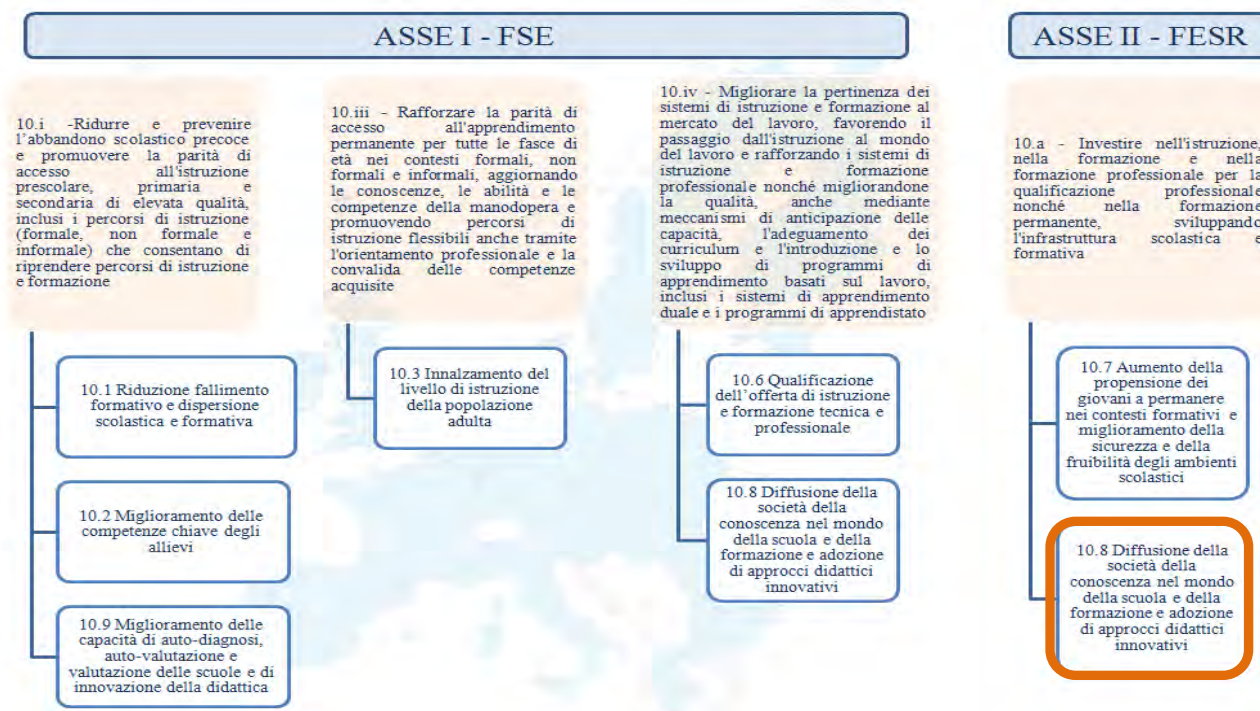 ASSE I - FSE
10.i -Ridurre e prevenire
l'abbandono scolastico precoce
e promuovere la parità di
accesso all'istruzione
prescolare, primaria e
secondaria di elevata qualità,
inclusi i percorsi di istruzione
(formale, non formale e
informale) che consentano di
riprendere percorsi di istruzione
e formazione
10.1 Riduzione fallimento
formativo e dispersione
scolastica e formativa
10.2 Miglioramento delle
competenze chiave degli
allievi
10.9 Miglioramento delle
capacità di auto-diagnosi,
auto-valutazione e
valutazione delle scuole e di
innovazione della didattica
10.iii - Rafforzare la parità di
accesso all'apprendimento
permanente per tutte le fasce di
età nei contesti formali, non
formali e informali, aggiornando
le conoscenze, le abilità e le
competenze della manodopera e
promuovendo percorsi di
istruzione flessibili anche tramite
l'orientamento professionale e la
convalida delle competenze
acquisite
10.3 Innalzamento del
livello di istruzione
della popolazione
adulta
10.iv - Migliorare la pertinenza dei
sistemi di istruzione e formazione al
mercato del lavoro, favorendo il
passaggio dall'istruzione al mondo
del lavoro e rafforzando i sistemi di
istruzione e formazione
professionale nonché migliorandone
la qualità, anche mediante
meccanismi di anticipazione delle
capacità, l'adeguamento dei
curriculum e l'introduzione e lo
sviluppo di programmi di
apprendimento basati sul lavoro,
inclusi i sistemi di apprendimento
duale e i programmi di apprendistato
10.6 Qualificazione
dell'offerta di istruzione
e formazione tecnica e
professionale
10.8 Diffusione della
società della
conoscenza nel mondo
della scuola e della
formazione e adozione
di approcci didattici
innovativi
ASSE II - FESR
10.a - Investire nell'istruzione,
nella formazione e nella
formazione professionale per la
qualificazione professionale
nonché nella formazione
permanente, sviluppando
l'infrastruttura scolastica e
formativa
10.7 Aumento della
propensione dei
giovani a permanere
nei contesti formativi e
miglioramento della
sicurezza e della
fruibilità degli ambienti
scolastici
10.8 Diffusione della
società della
conoscenza nel mondo
della scuola e della
formazione e adozione
di approcci didattici
innovativi